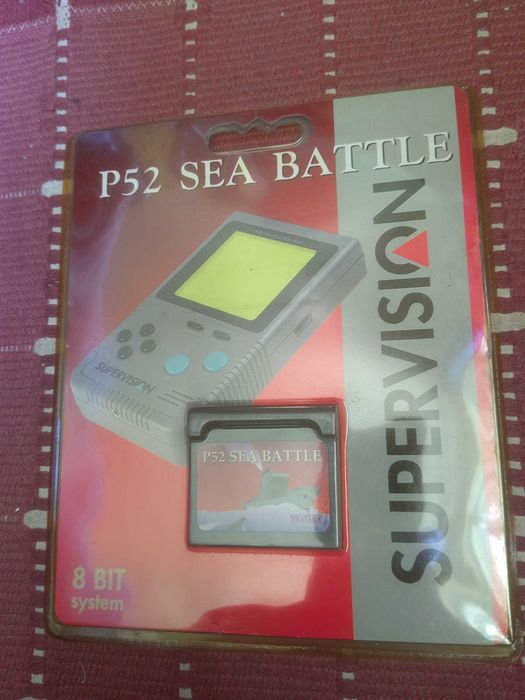 P52 SEA BATTLE
SUPERVISION
SUPERVISION
P52 SEA BATTLE
8 BIT
system